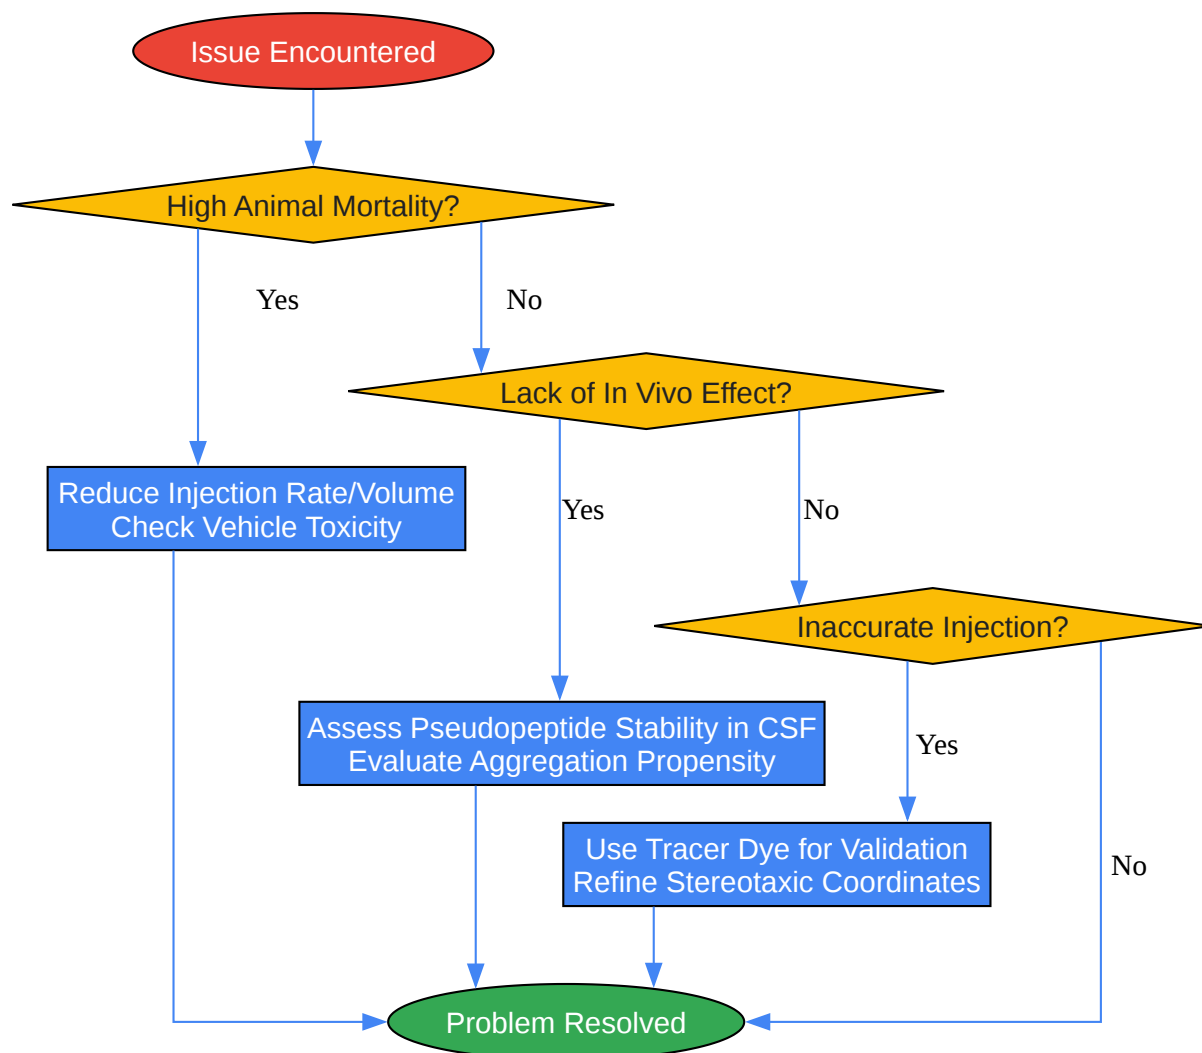 Issue Encountered
High Animal Mortality?
Yes
No
Lack of In Vivo Effect?
Reduce Injection Rate/Volume
Check Vehicle Toxicity
Yes
No
Inaccurate Injection?
Assess Pseudopeptide Stability in CSF
Evaluate Aggregation Propensity
Yes
Use Tracer Dye for Validation
Refine Stereotaxic Coordinates
No
Problem Resolved